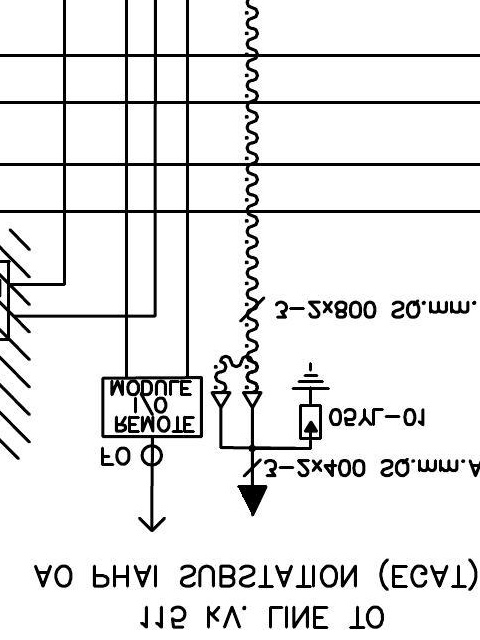 115 kV. LINE TO
AO PHAI SUBSTATION (EGAT)
3-2x400 SQ.mm.A
FO
05YL-01
REMOTE
I/O
MODULE
3-2x800 SQ.mm.